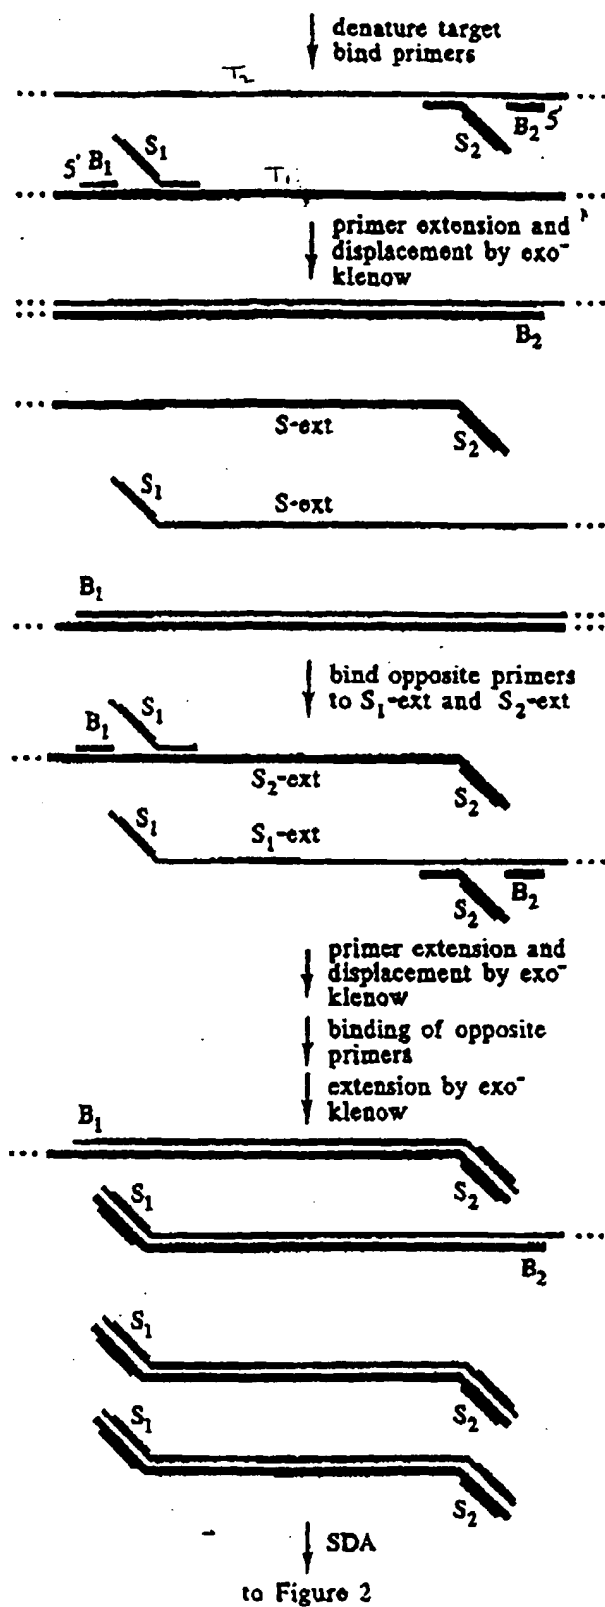 denature target
bind primers
T₂
S₂
B₂ 5'
5' B₁
S₁
T₁
primer extension and
displacement by exo⁻
klenow
B₂
S-ext
S₂
S₁
S-ext
B₁
bind opposite primers
to S₁-ext and S₂-ext
B₁
S₁
S₂-ext
S₂
S₁
S₁-ext
S₂
B₂
primer extension and
displacement by exo⁻
klenow
binding of opposite
primers
extension by exo⁻
klenow
B₁
S₂
S₁
B₂
S₁
S₂
S₁
S₂
SDA
to Figure 2